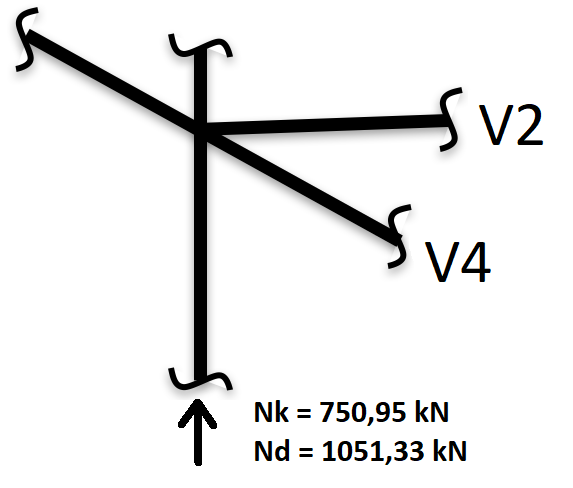 V2
V4
Nk = 750,95 kN
Nd = 1051,33 kN